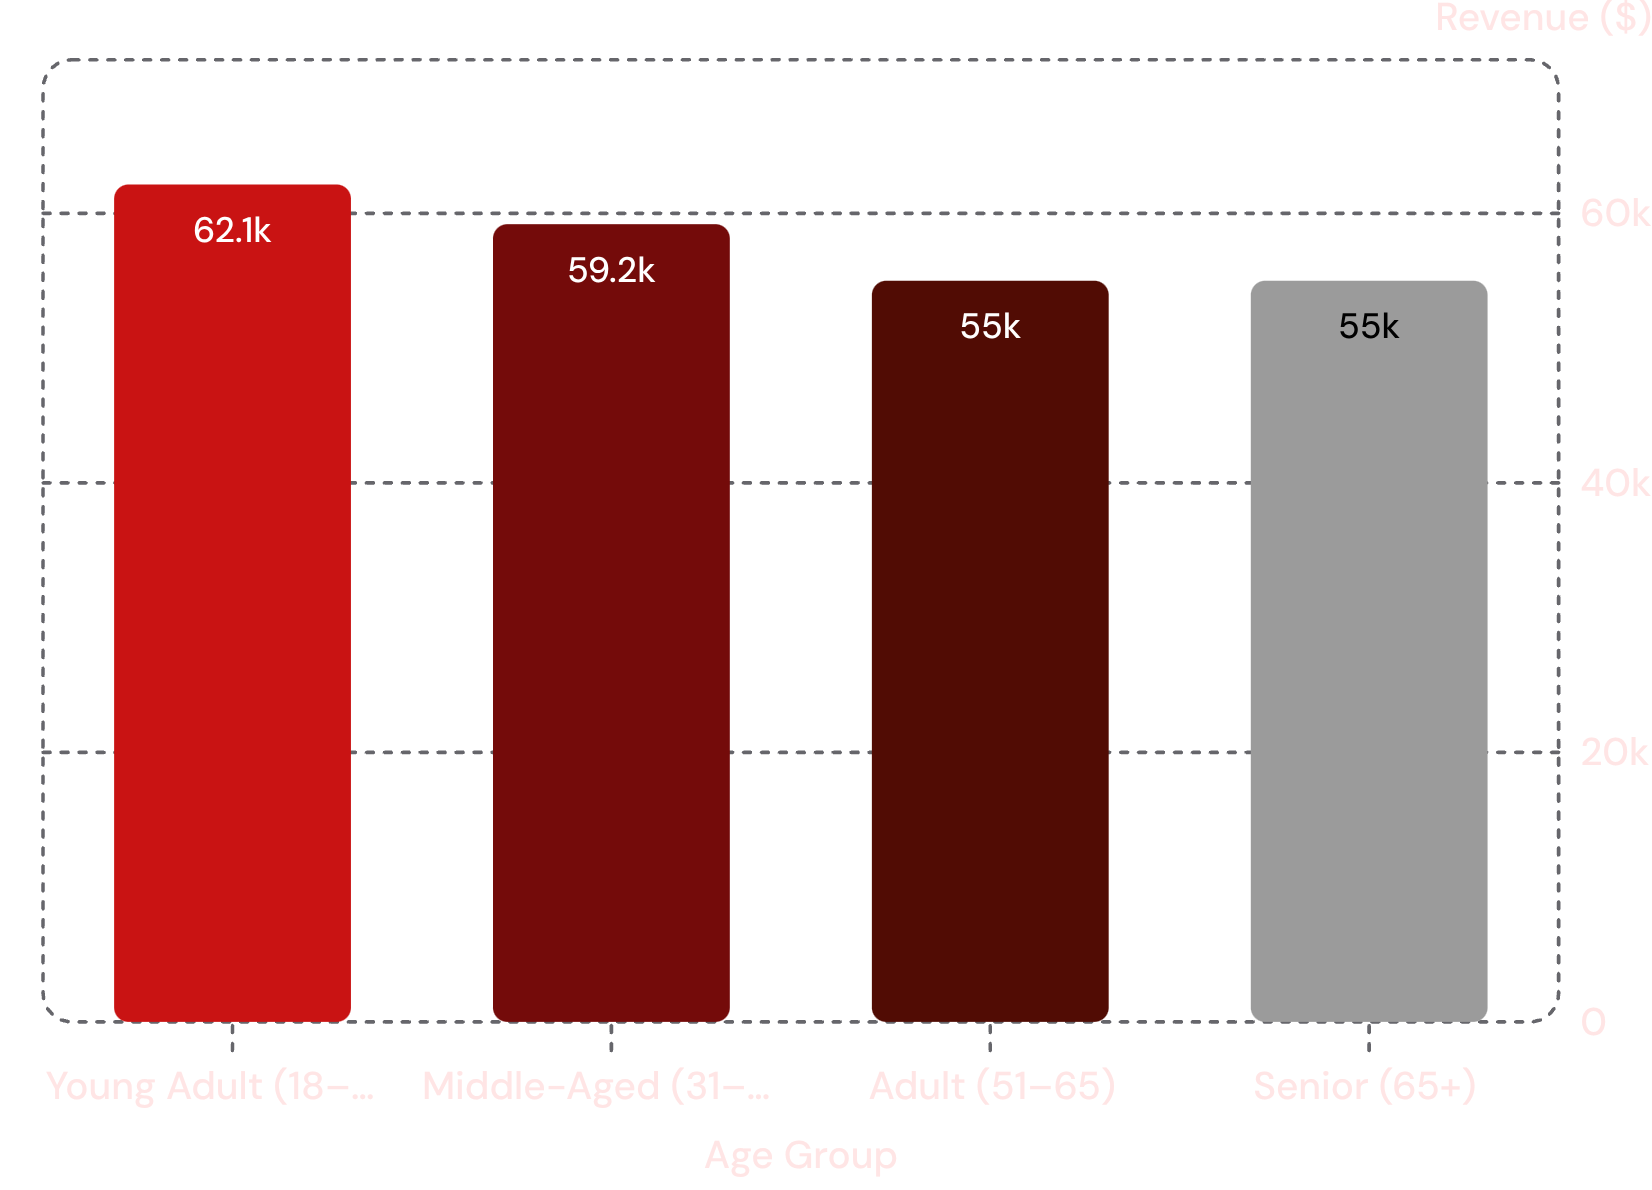 Revenue ($)
62.1k
59.2k
55k
55k
60k
40k
20k
0
Young Adult (18–...
Middle-Aged (31–...
Adult (51–65)
Senior (65+)
Age Group